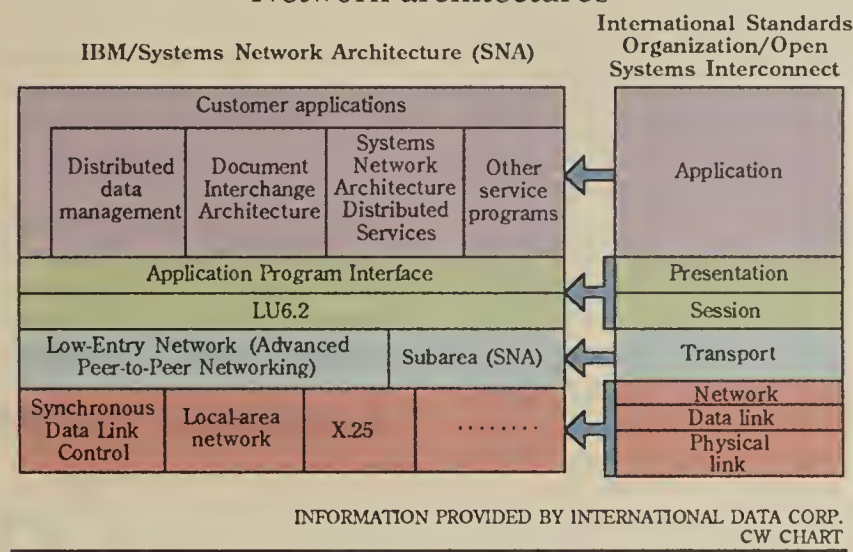 Network architectures
IBM/Systems Network Architecture (SNA)
International Standards
Organization/Open
Systems Interconnect
Customer applications
Distributed
data
management
Document
Interchange
Architecture
Systems
Network
Architecture
Distributed
Services
Other
service
programs
Application
Application Program Interface
Presentation
LU6.2
Session
Low-Entry Network (Advanced
Peer-to-Peer Networking)
Subarea (SNA)
Transport
Synchronous
Data Link
Control
Local-area
network
X.25
........
Network
Data link
Physical
link
INFORMATION PROVIDED BY INTERNATIONAL DATA CORP.
CW CHART